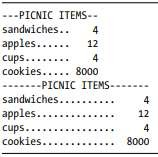 ---PICNIC ITEMS--
sandwiches..    4
apples......   12
cups........    4
cookies..... 8000
-------PICNIC ITEMS-------
sandwiches..........     4
apples..............    12
cups................     4
cookies.............  8000